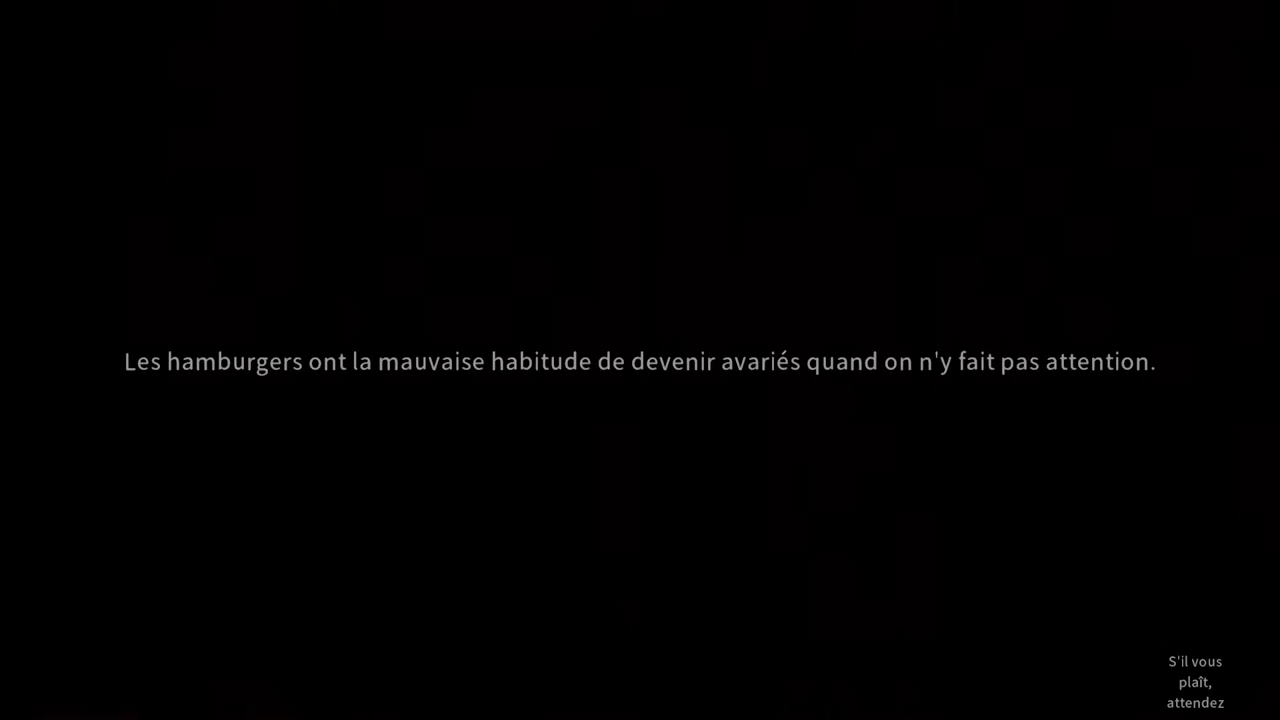 Les hamburgers ont la mauvaise habitude de devenir avariés quand on n'y fait pas attention.
S'il vous
plaît,
attendez